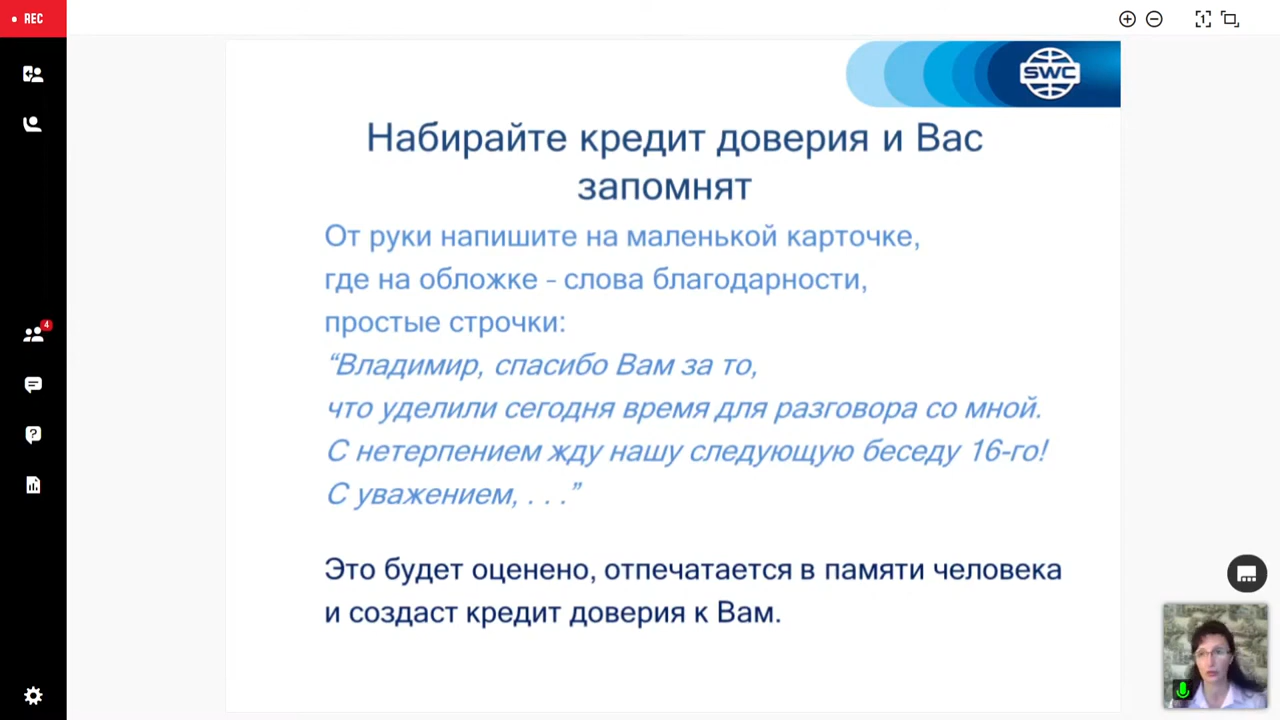 REC
1
SWC
Набирайте кредит доверия и Вас
запомнят
От руки напишите на маленькой карточке,
где на обложке - слова благодарности,
простые строчки:
“Владимир, спасибо Вам за то,
что уделили сегодня время для разговора со мной.
С нетерпением жду нашу следующую беседу 16-го!
С уважением, . . .”
Это будет оценено, отпечатается в памяти человека
и создаст кредит доверия к Вам.
4
?